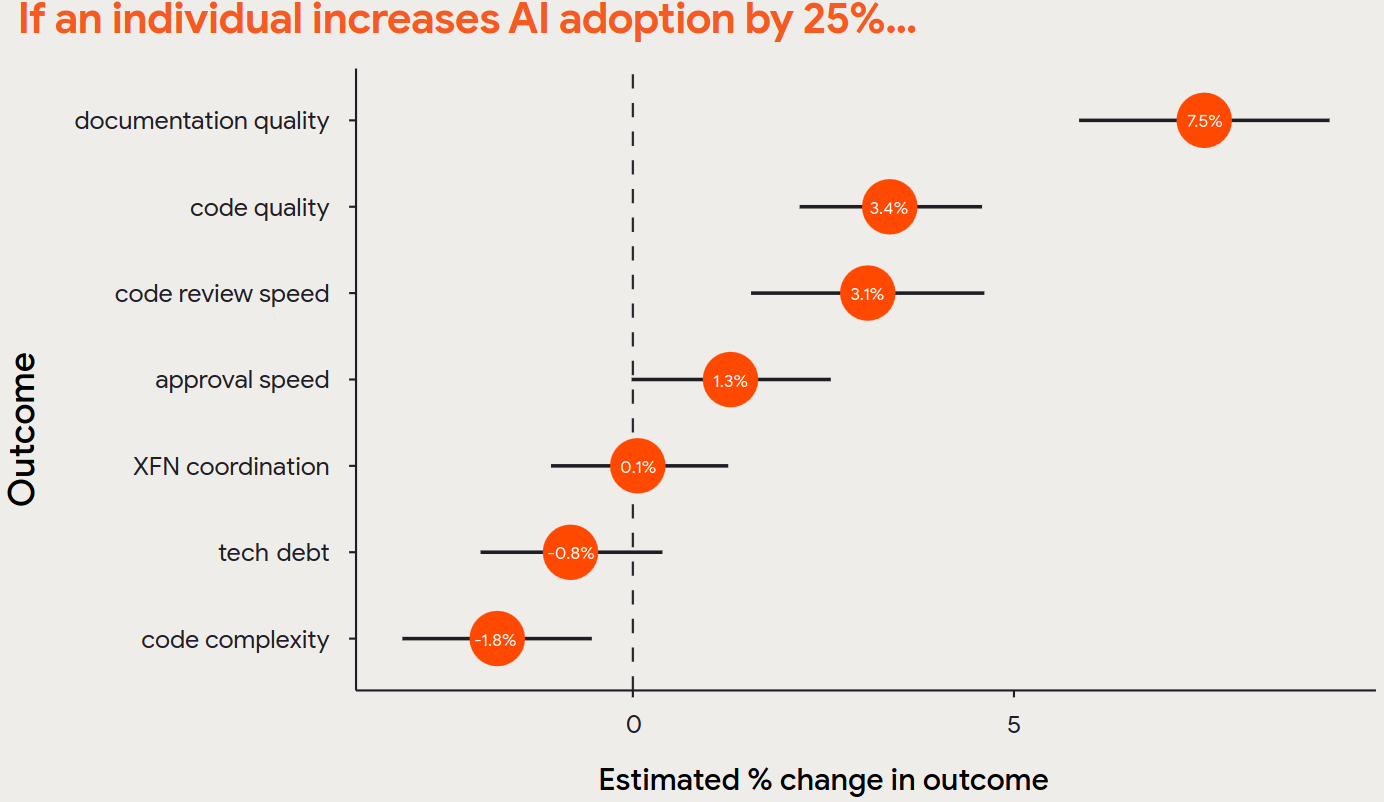 If an individual increases AI adoption by 25%...
documentation quality
7.5%
code quality
3.4%
code review speed
3.1%
approval speed
1.3%
XFN coordination
0.1%
tech debt
-0.8%
code complexity
-1.8%
Outcome
0
5
Estimated % change in outcome